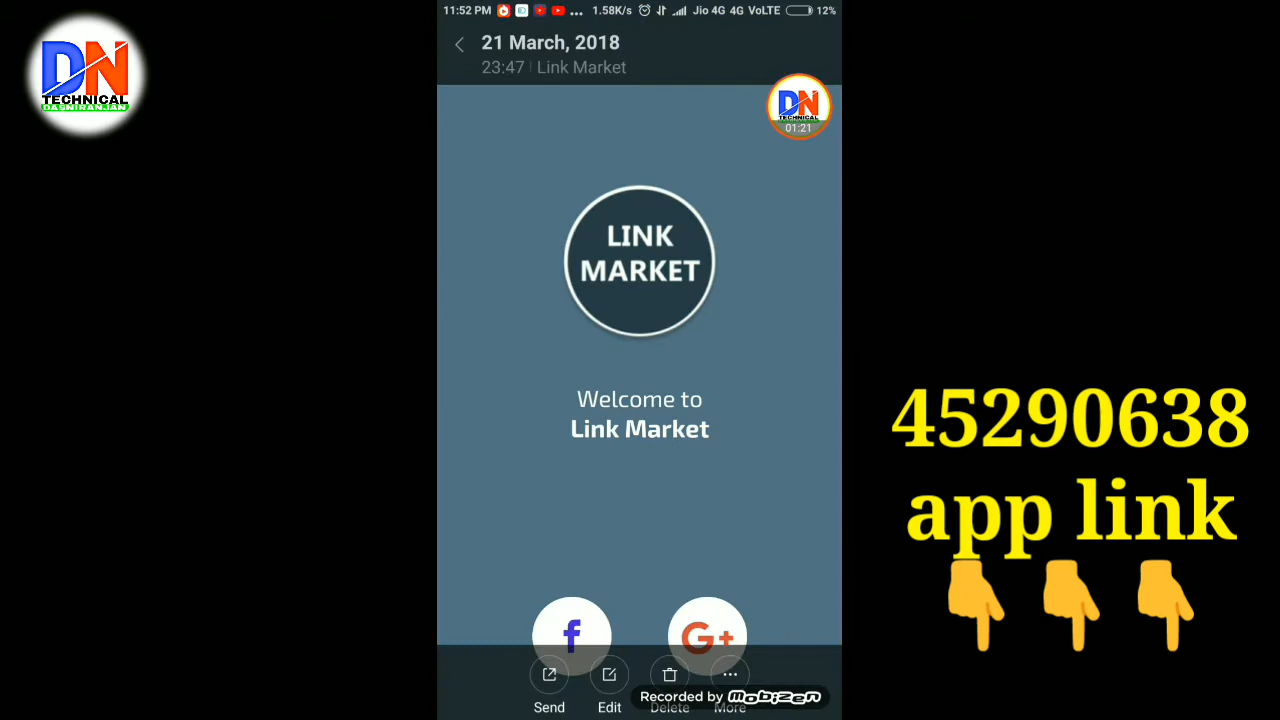 DN
TECHNICAL
DASNIRANJAN
11:52 PM ... 1.58K/s Jio 4G 4G VoLTE 12%
21 March, 2018
23:47 | Link Market
DN
TECHNICAL
01:21
LINK
MARKET
Welcome to
Link Market
f G+
45290638
app link
Recorded by mobizen
Send Edit Delete More